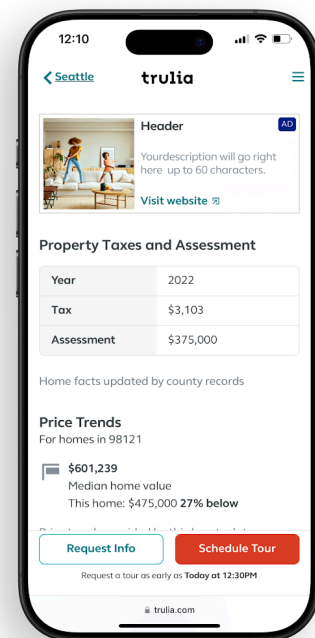 12:10
Seattle
trulia
Header
AD
Yourdescription will go right
here up to 60 characters.
Visit website
Property Taxes and Assessment
Year 2022
Tax $3,103
Assessment $375,000
Home facts updated by county records
Price Trends
For homes in 98121
$601,239
Median home value
This home: $475,000 27% below
Request Info
Schedule Tour
Request a tour as early as Today at 12:30PM
trulia.com